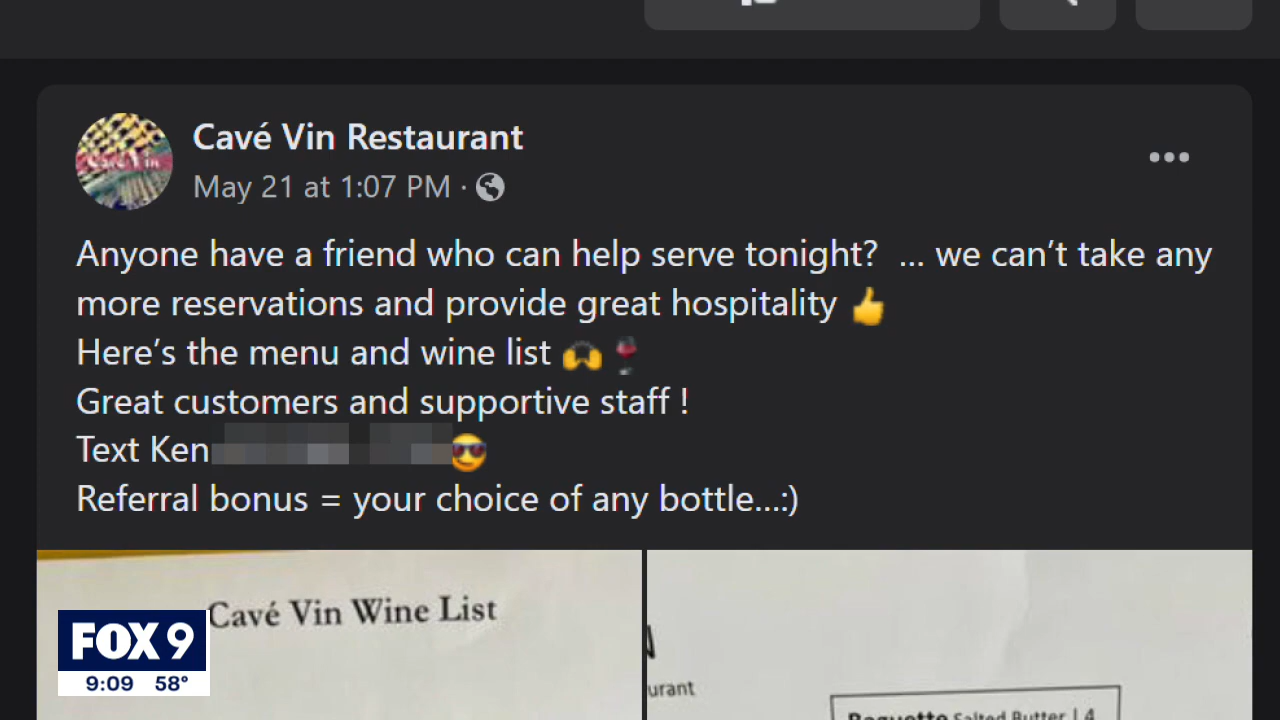 Cavé Vin
Cavé Vin Restaurant
May 21 at 1:07 PM ·
Anyone have a friend who can help serve tonight?  ... we can’t take any
more reservations and provide great hospitality 👍
Here’s the menu and wine list 🙌🍷
Great customers and supportive staff !
Text Ken 😎
Referral bonus = your choice of any bottle...:)
Cavé Vin Wine List
urant
Baguette Salted Butter | 4
FOX 9
9:09 58°